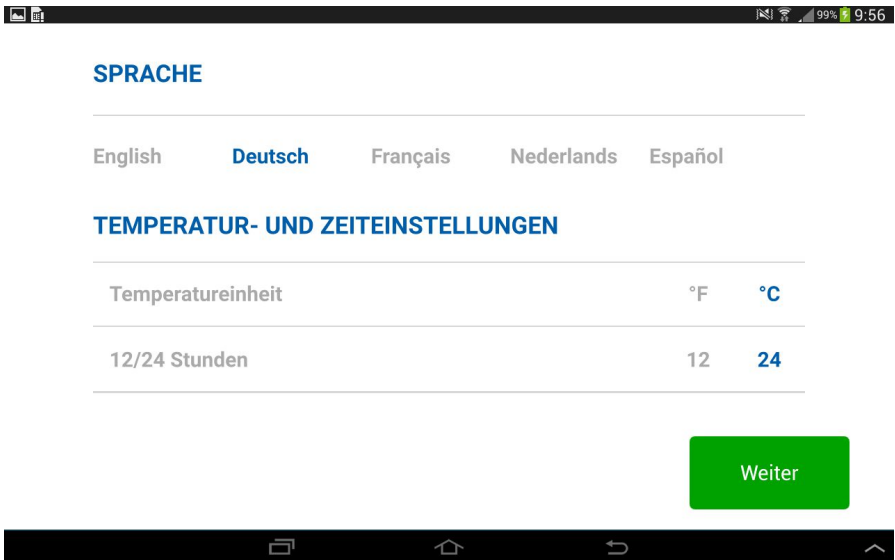 99% 9:56
SPRACHE
English Deutsch Français Nederlands Español
TEMPERATUR- UND ZEITEINSTELLUNGEN
Temperatureinheit °F °C
12/24 Stunden 12 24
Weiter